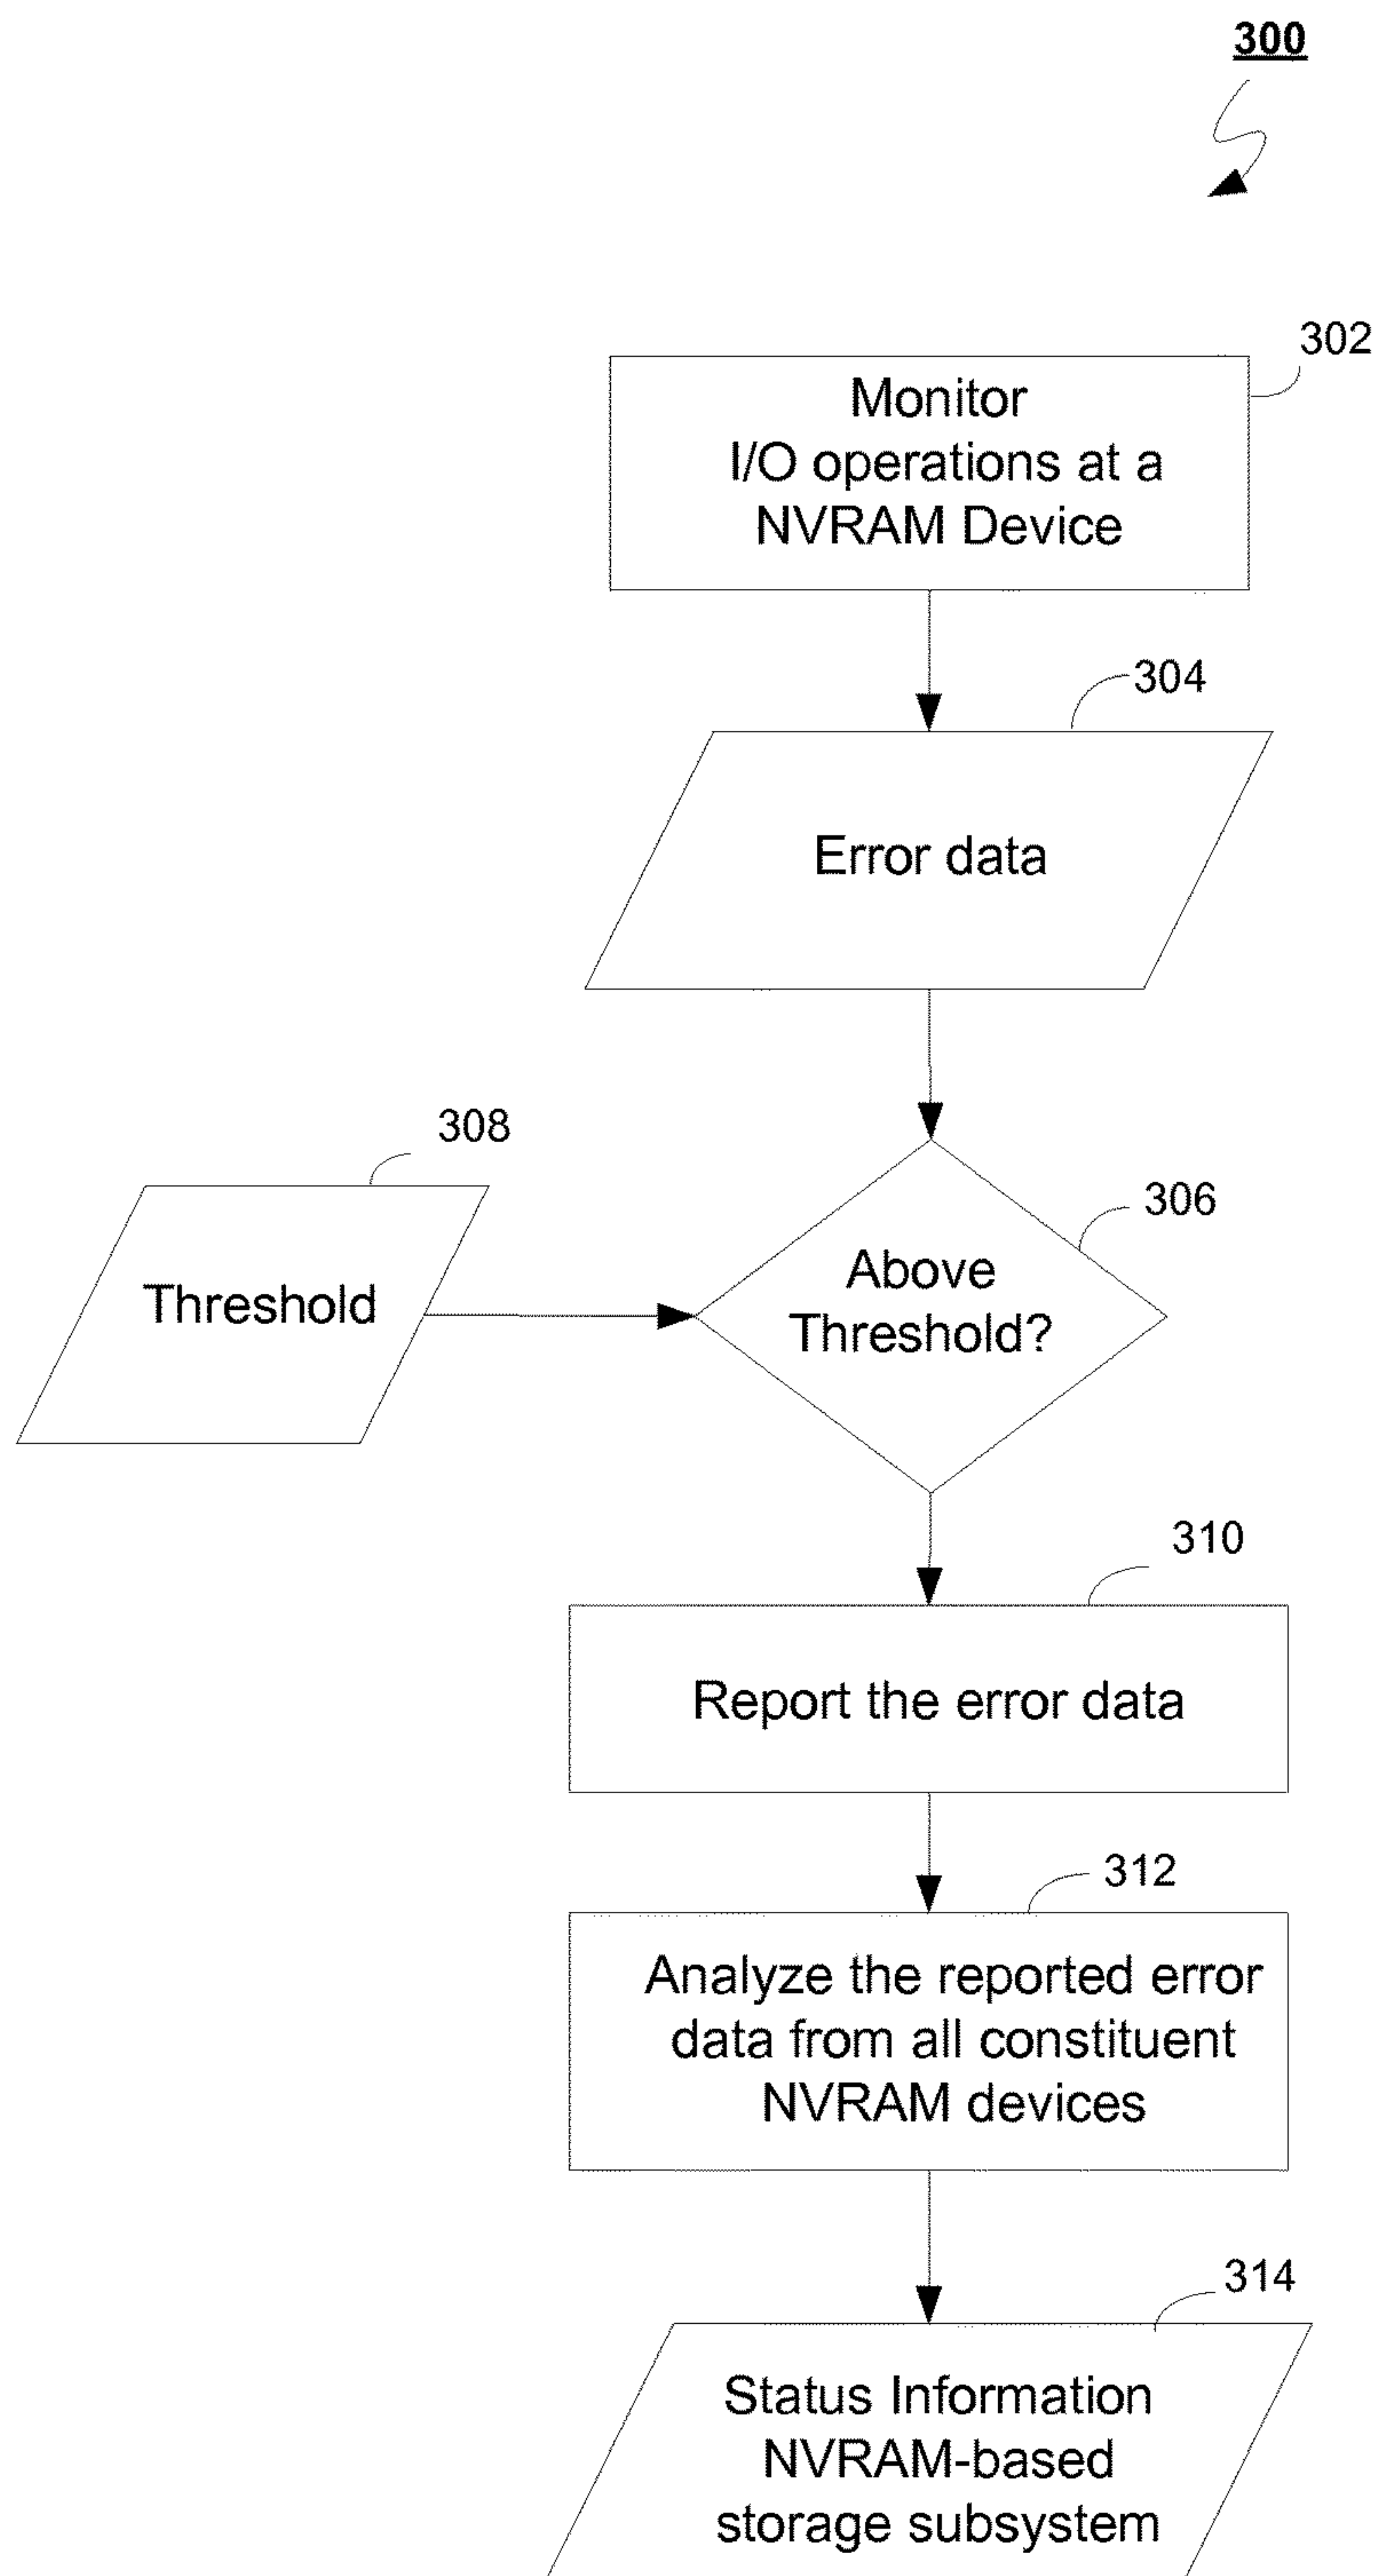 300
302
Monitor
I/O operations at a
NVRAM Device
304
Error data
308
Threshold
306
Above
Threshold?
310
Report the error data
312
Analyze the reported error
data from all constituent
NVRAM devices
314
Status Information
NVRAM-based
storage subsystem